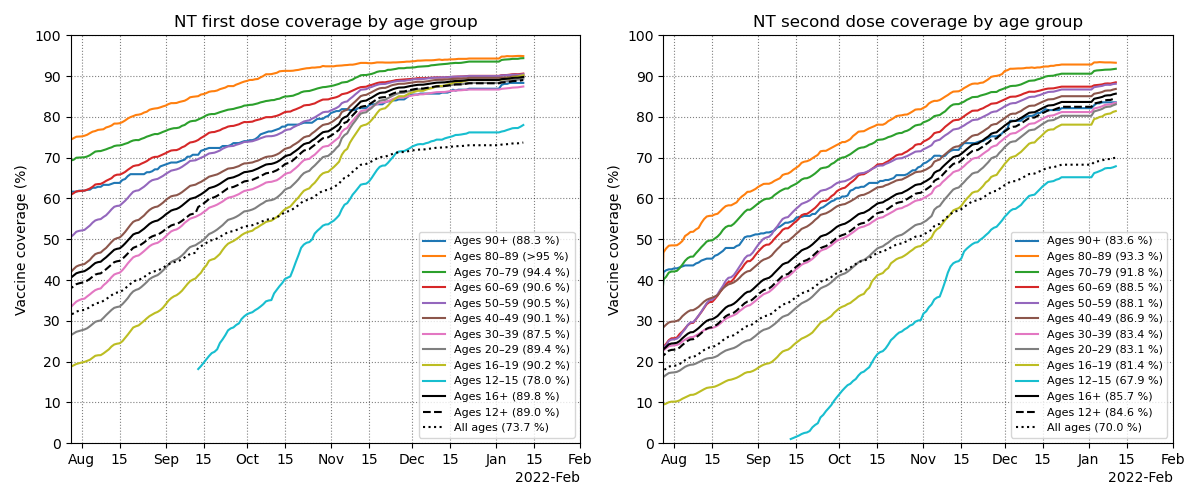 NT first dose coverage by age group
Vaccine coverage (%)
100
90
80
70
60
50
40
30
20
10
0
Ages 90+ (88.3 %)
Ages 80–89 (>95 %)
Ages 70–79 (94.4 %)
Ages 60–69 (90.6 %)
Ages 50–59 (90.5 %)
Ages 40–49 (90.1 %)
Ages 30–39 (87.5 %)
Ages 20–29 (89.4 %)
Ages 16–19 (90.2 %)
Ages 12–15 (78.0 %)
Ages 16+ (89.8 %)
Ages 12+ (89.0 %)
All ages (73.7 %)
Aug 15 Sep 15 Oct 15 Nov 15 Dec 15 Jan 15 Feb
2022-Feb
NT second dose coverage by age group
Vaccine coverage (%)
100
90
80
70
60
50
40
30
20
10
0
Ages 90+ (83.6 %)
Ages 80–89 (93.3 %)
Ages 70–79 (91.8 %)
Ages 60–69 (88.5 %)
Ages 50–59 (88.1 %)
Ages 40–49 (86.9 %)
Ages 30–39 (83.4 %)
Ages 20–29 (83.1 %)
Ages 16–19 (81.4 %)
Ages 12–15 (67.9 %)
Ages 16+ (85.7 %)
Ages 12+ (84.6 %)
All ages (70.0 %)
Aug 15 Sep 15 Oct 15 Nov 15 Dec 15 Jan 15 Feb
2022-Feb